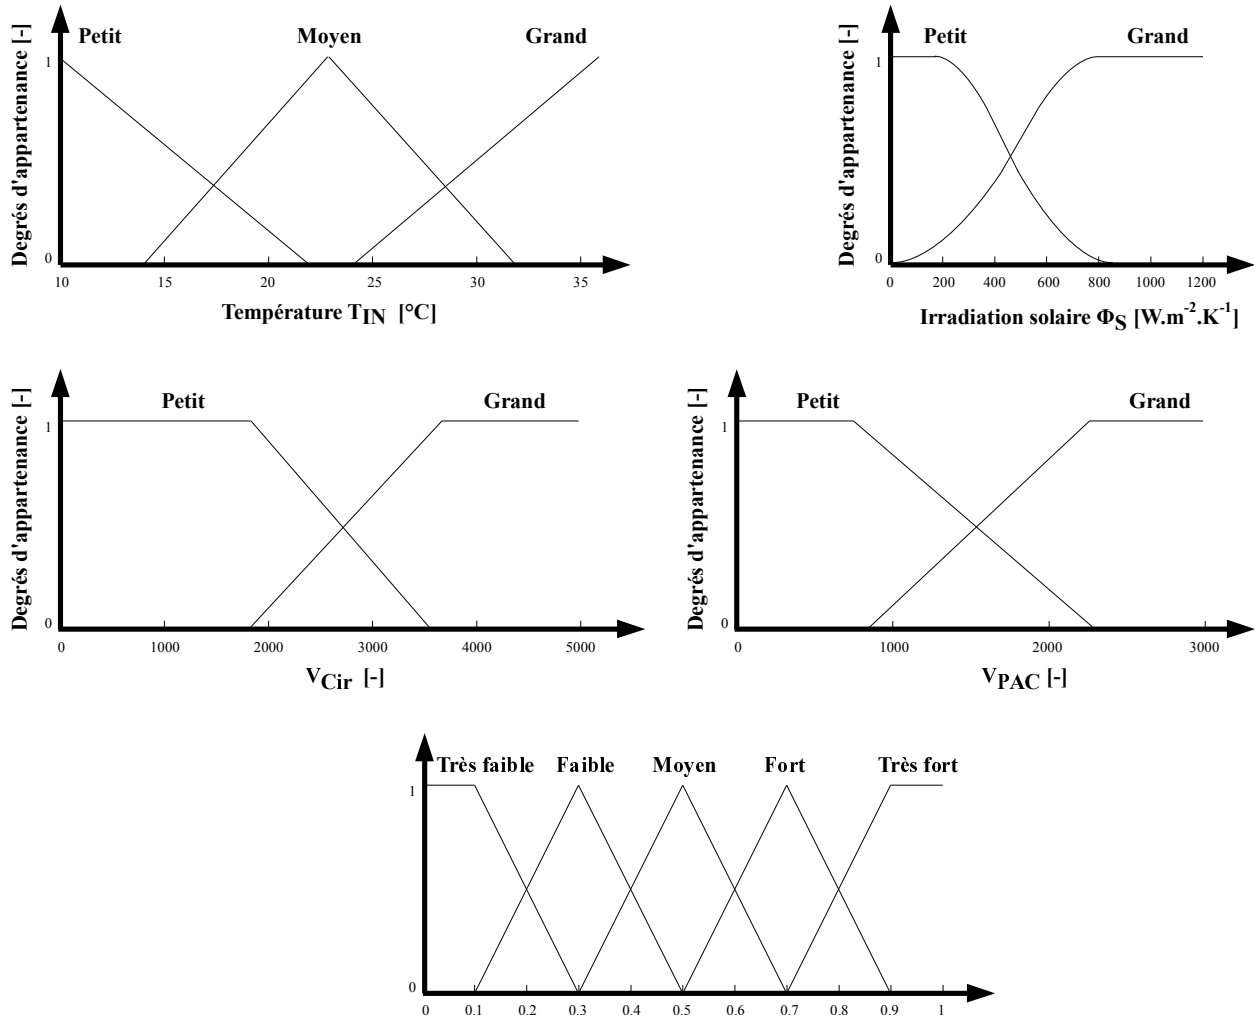 Degrés d'appartenance [-]
Petit Moyen Grand
1
0
10 15 20 25 30 35
Température TIN [°C]
Degrés d'appartenance [-]
Petit Grand
1
0
0 200 400 600 800 1000 1200
Irradiation solaire ΦS [W.m-2.K-1]
Degrés d'appartenance [-]
Petit Grand
1
0
0 1000 2000 3000 4000 5000
VCir [-]
Degrés d'appartenance [-]
Petit Grand
1
0
0 1000 2000 3000
VPAC [-]
Très faible Faible Moyen Fort Très fort
1
0
0 0.1 0.2 0.3 0.4 0.5 0.6 0.7 0.8 0.9 1